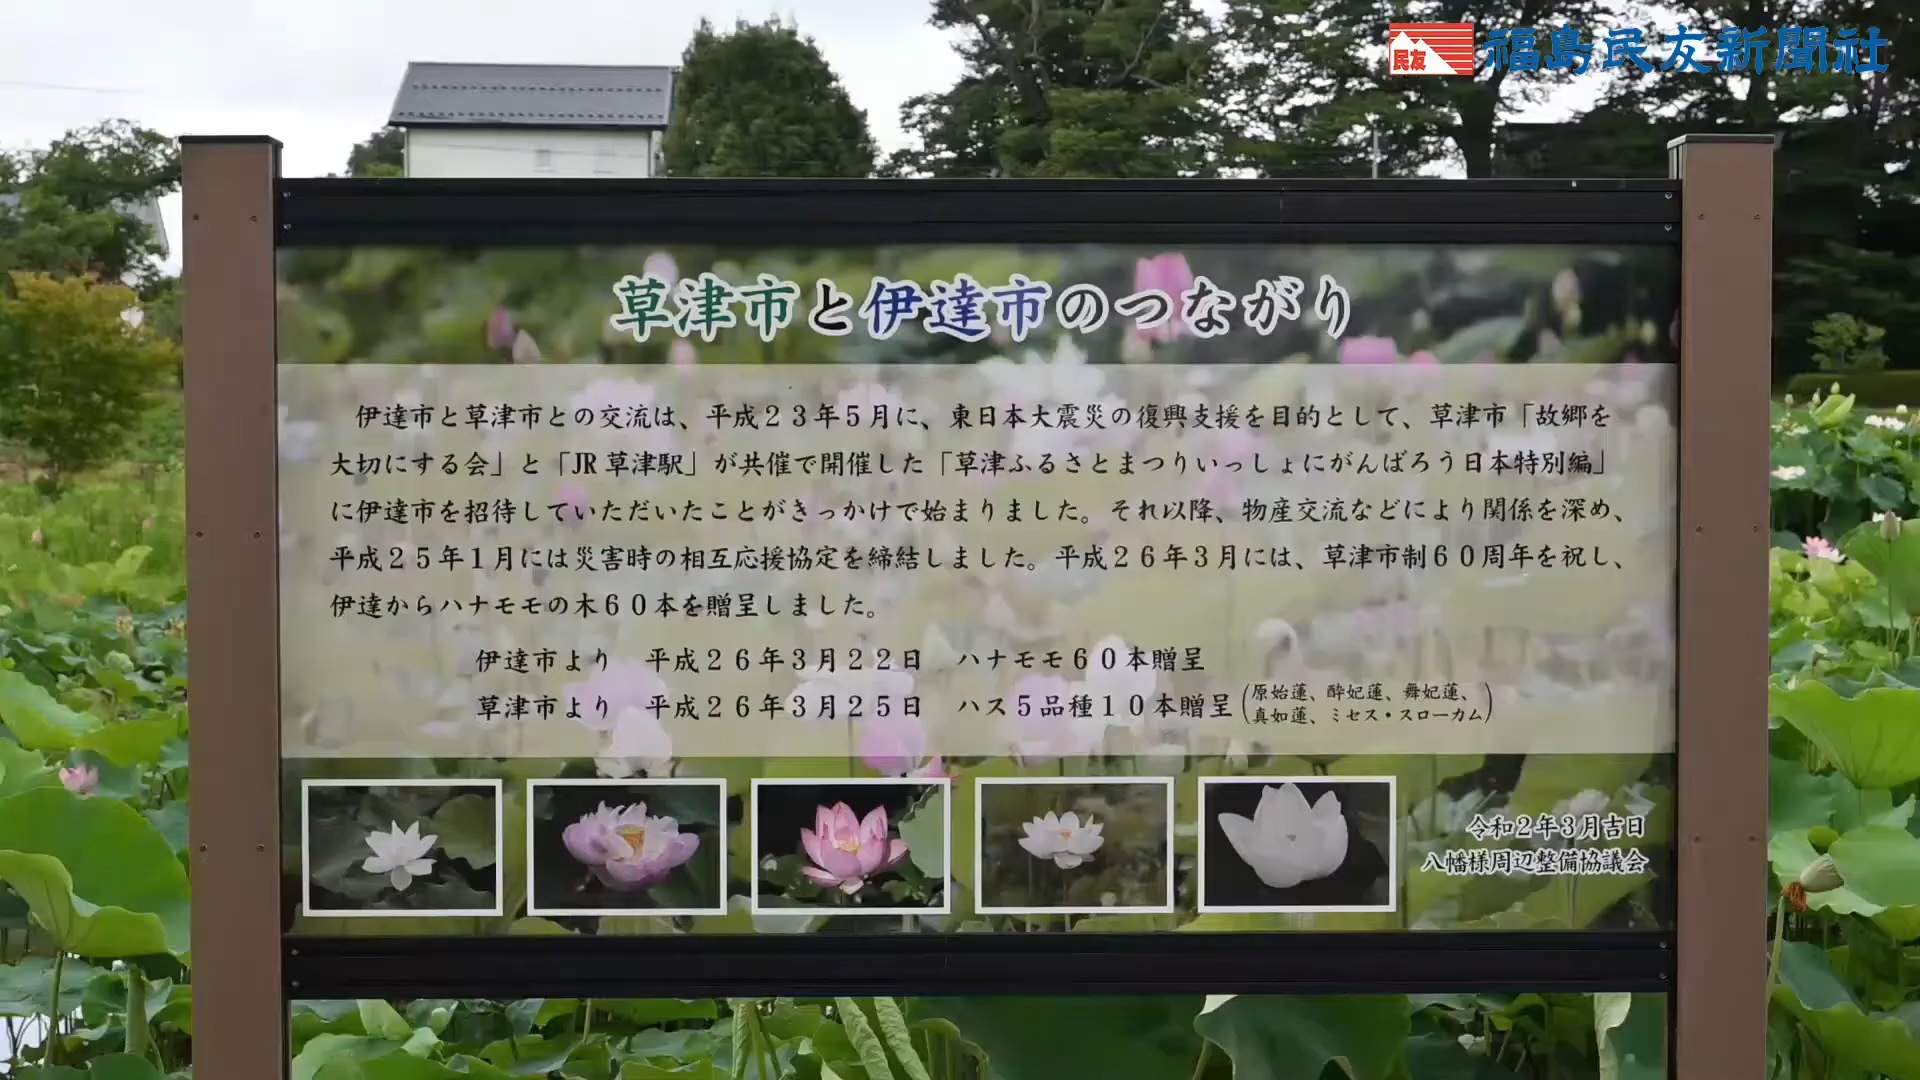 民友 福島民友新聞社
草津市と伊達市のつながり
伊達市と草津市との交流は、平成２３年５月に、東日本大震災の復興支援を目的として、草津市「故郷を
大切にする会」と「JR草津駅」が共催で開催した「草津ふるさとまつりいっしょにがんばろう日本特別編」
に伊達市を招待していただいたことがきっかけで始まりました。それ以降、物産交流などにより関係を深め、
平成２５年１月には災害時の相互応援協定を締結しました。平成２６年３月には、草津市制６０周年を祝し、
伊達からハナモモの木６０本を贈呈しました。
伊達市より　平成２６年３月２２日　ハナモモ６０本贈呈
草津市より　平成２６年３月２５日　ハス５品種１０本贈呈
（原始蓮、酔妃蓮、舞妃蓮、
真如蓮、ミセス・スローカム）
令和２年３月吉日
八幡様周辺整備協議会